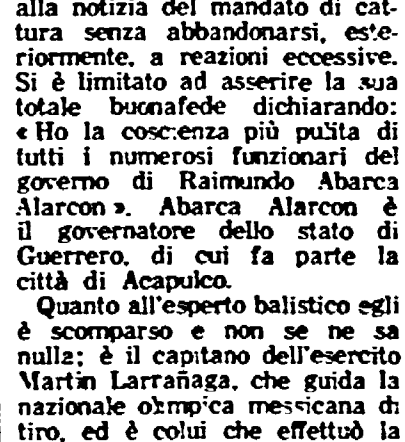 alla notizia del mandato di cat-
tura senza abbandonarsi, este-
riormente, a reazioni eccessive.
Si è limitato ad asserire la sua
totale buonafede dichiarando:
« Ho la coscienza più pulita di
tutti i numerosi funzionari del
governo di Raimundo Abarca
Alarcon ». Abarca Alarcon è
il governatore dello stato di
Guerrero, di cui fa parte la
città di Acapulco.
Quanto all'esperto balistico egli
è scomparso e non se ne sa
nulla: è il capitano dell'esercito
Martin Larrañaga, che guida la
nazionale olimpica messicana di
tiro, ed è colui che effettuò la